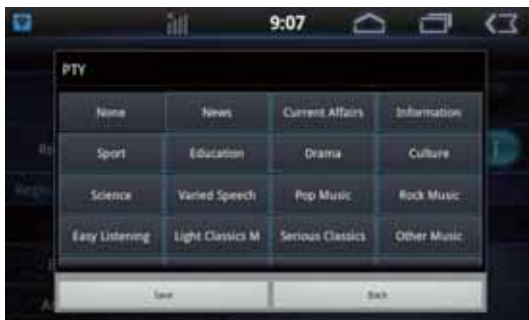 9:07
PTY
None News Current Affairs Information
Sport Education Drama Culture
Science Varied Speech Pop Music Rock Music
Easy Listening Light Classics M Serious Classics Other Music
Save Back